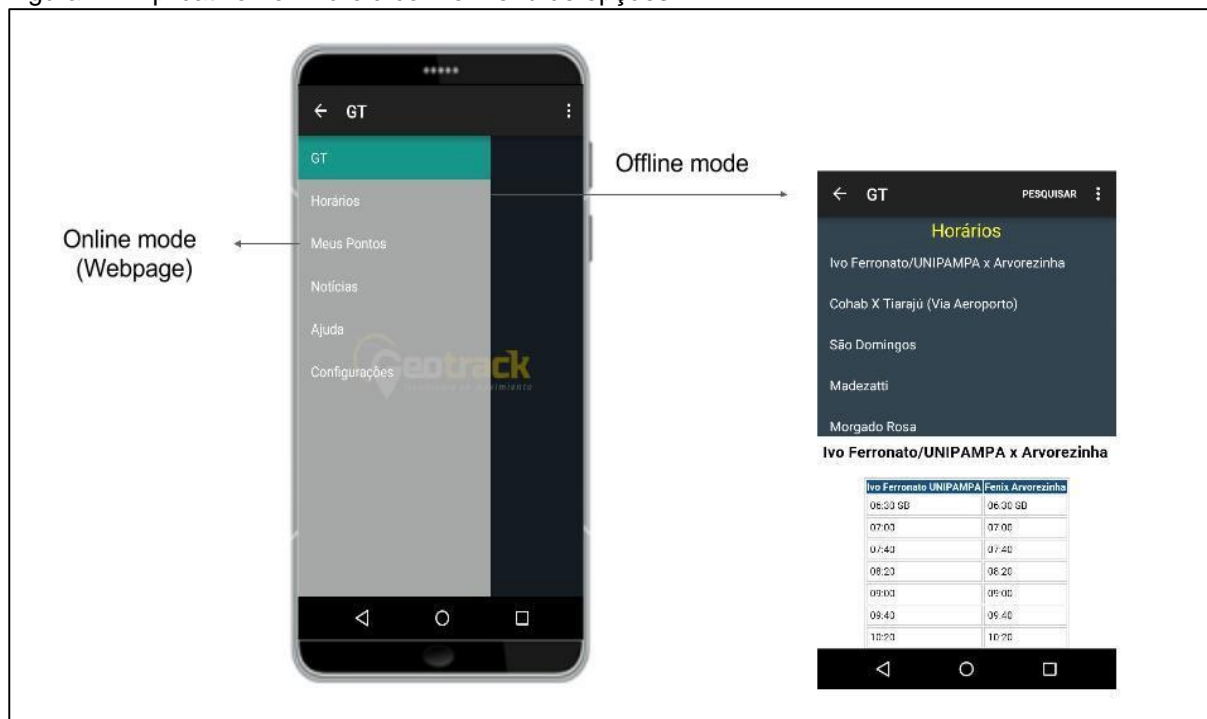 GT
GT
Horários
Meus Pontos
Notícias
Ajuda
Configurações
Geotrack
Online mode
(Webpage)
Offline mode
GT PESQUISAR
Horários
Ivo Ferronato/UNIPAMPA x Arvorezinha
Cohab X Tiarajú (Via Aeroporto)
São Domingos
Madezatti
Morgado Rosa
Ivo Ferronato/UNIPAMPA x Arvorezinha
Ivo Ferronato UNIPAMPA Fenix Arvorezinha
06:30 SD 06:30 SD
07:00 07:00
07:40 07:40
08:20 08:20
09:00 09:00
09:40 09:40
10:20 10:20